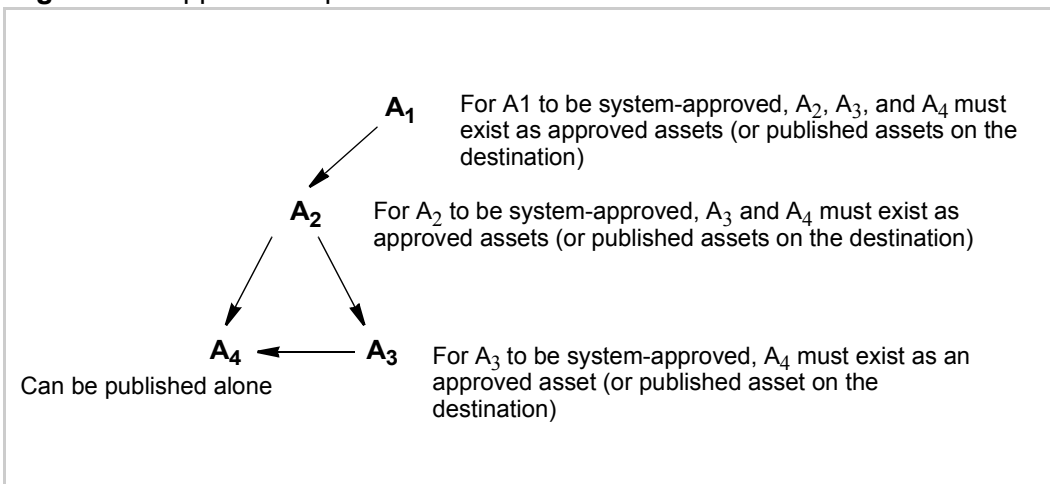 A1
For A1 to be system-approved, A2, A3, and A4 must
exist as approved assets (or published assets on the
destination)
A2
For A2 to be system-approved, A3 and A4 must exist as
approved assets (or published assets on the destination)
A4
A3
Can be published alone
For A3 to be system-approved, A4 must exist as an
approved asset (or published asset on the
destination)